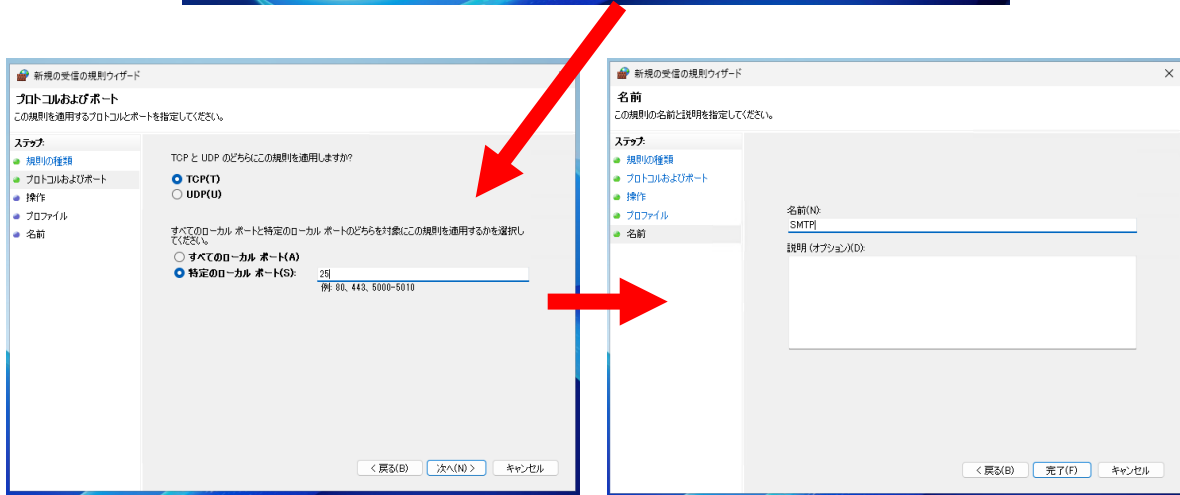 新規の受信の規則ウィザード
プロトコルおよびポート
この規則を適用するプロトコルとポートを指定してください。
ステップ:
規則の種類
プロトコルおよびポート
操作
プロファイル
名前
TCP と UDP のどちらにこの規則を適用しますか?
TCP(T)
UDP(U)
すべてのローカル ポートと特定のローカル ポートのどちらを対象にこの規則を適用するかを選択し
てください。
すべてのローカル ポート(A)
特定のローカル ポート(S):
25
例: 80、443、5000-5010
< 戻る(B)
次へ(N) >
キャンセル
新規の受信の規則ウィザード
名前
この規則の名前と説明を指定してください。
ステップ:
規則の種類
プロトコルおよびポート
操作
プロファイル
名前
名前(N):
SMTP
説明 (オプション)(D):
< 戻る(B)
完了(F)
キャンセル